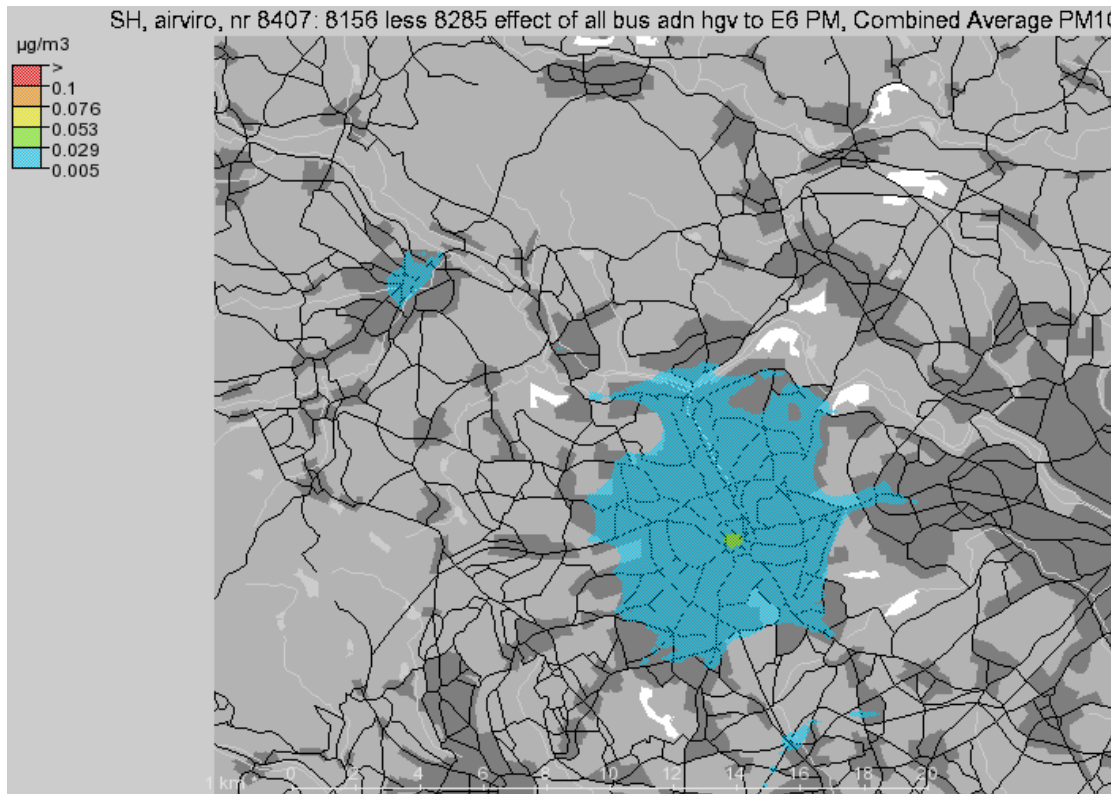 SH, airviro, nr 8407: 8156 less 8285 effect of all bus adn hgv to E6 PM, Combined Average PM10
µg/m3
>
0.1
0.076
0.053
0.029
0.005
1 km * 0 2 4 6 8 10 12 14 16 18 20